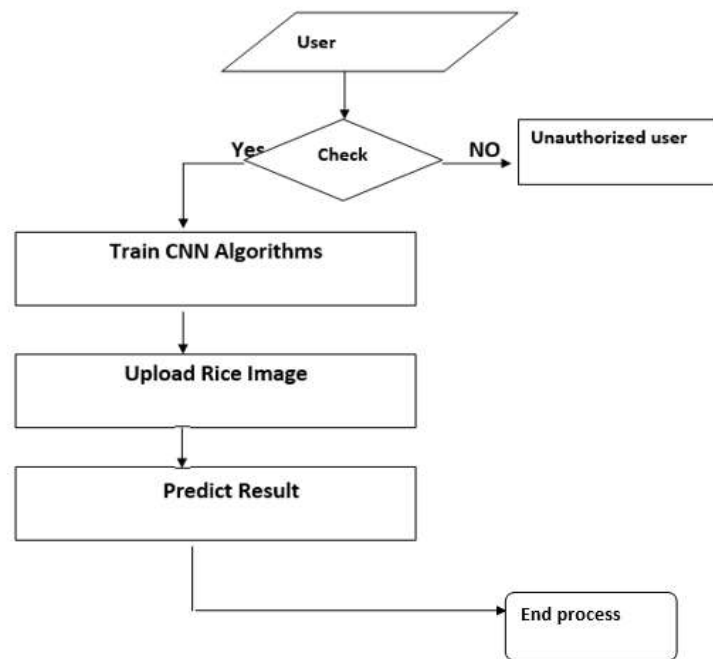 User
Check
Yes
NO
Unauthorized user
Train CNN Algorithms
Upload Rice Image
Predict Result
End process